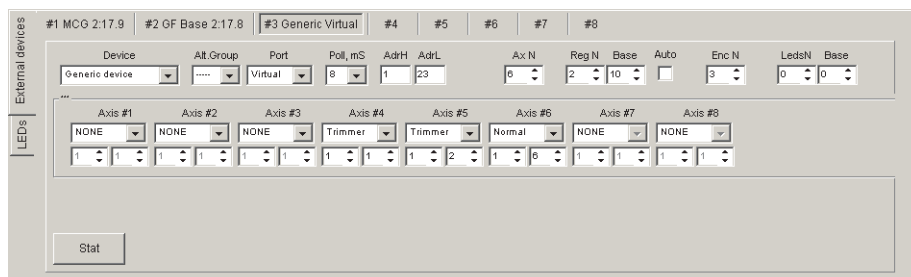 External devices
LEDs
#1 MCG 2:17.9 #2 GF Base 2:17.8 #3 Generic Virtual #4 #5 #6 #7 #8
Device Alt.Group Port Poll, mS AdrH AdrL Ax N Reg N Base Auto Enc N LedsN Base
Generic device ----- Virtual 8 1 23 6 2 10 3 0 0
...
Axis #1 Axis #2 Axis #3 Axis #4 Axis #5 Axis #6 Axis #7 Axis #8
NONE NONE NONE Trimmer Trimmer Normal NONE NONE
1 1 1 1 1 1 1 1 1 2 1 6 1 1 1 1
Stat